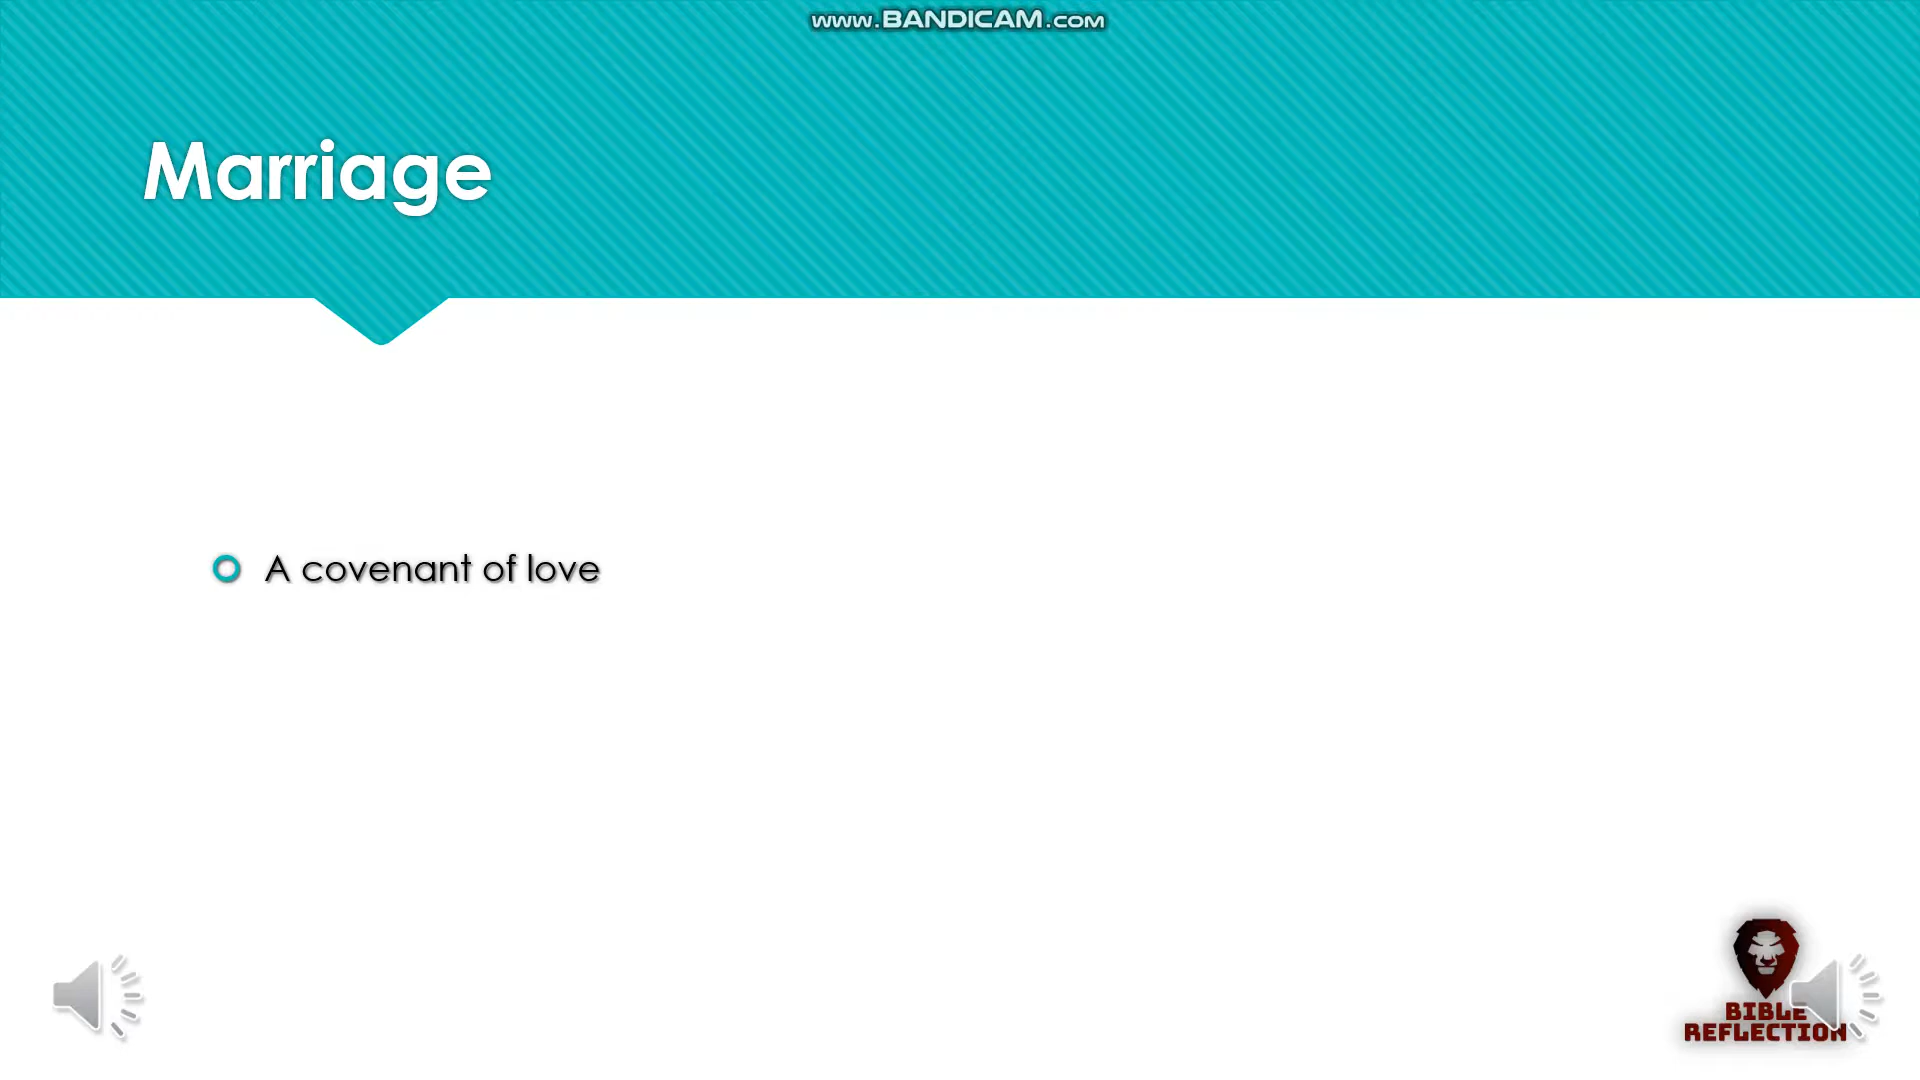 www.BANDICAM.com
Marriage
A covenant of love
BIBLE
REFLECTION